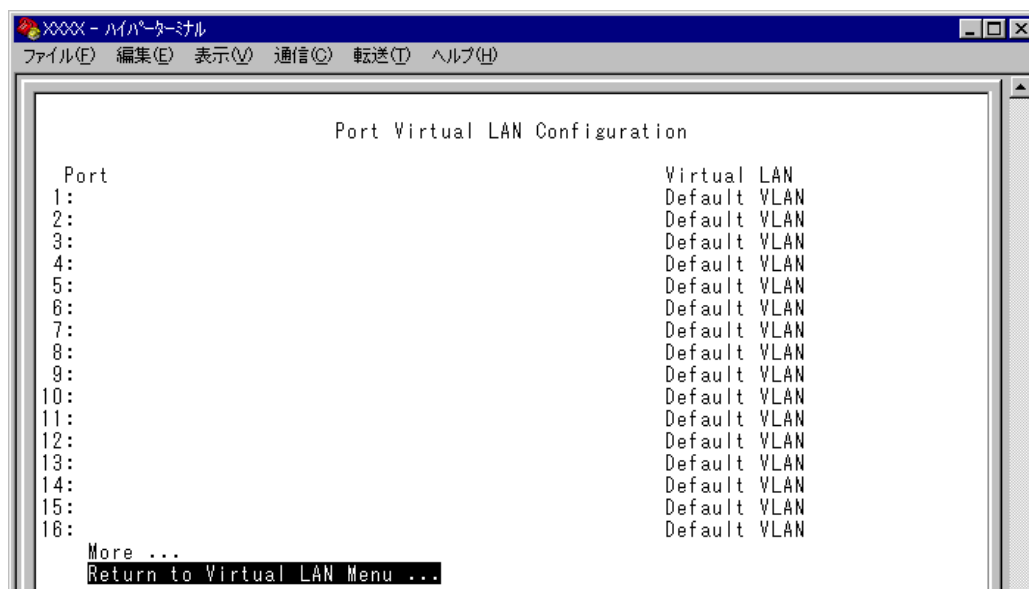 XXXX - ﾊｲﾊﾟｰﾀｰﾐﾅﾙ
ファイル(F) 編集(E) 表示(V) 通信(C) 転送(T) ヘルプ(H)
Port Virtual LAN Configuration
Port Virtual LAN
1: Default VLAN
2: Default VLAN
3: Default VLAN
4: Default VLAN
5: Default VLAN
6: Default VLAN
7: Default VLAN
8: Default VLAN
9: Default VLAN
10: Default VLAN
11: Default VLAN
12: Default VLAN
13: Default VLAN
14: Default VLAN
15: Default VLAN
16: Default VLAN
More ...
Return to Virtual LAN Menu ...